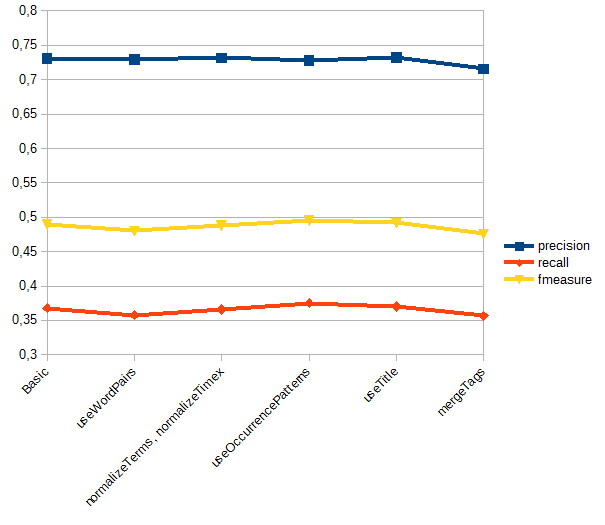 0,8
0,75
0,7
0,65
0,6
0,55
0,5
0,45
0,4
0,35
0,3
precision
recall
fmeasure
Basic
useWordPairs
normalizeTerms, normalizeTimex
useOccurrencePatterns
useTitle
mergeTags